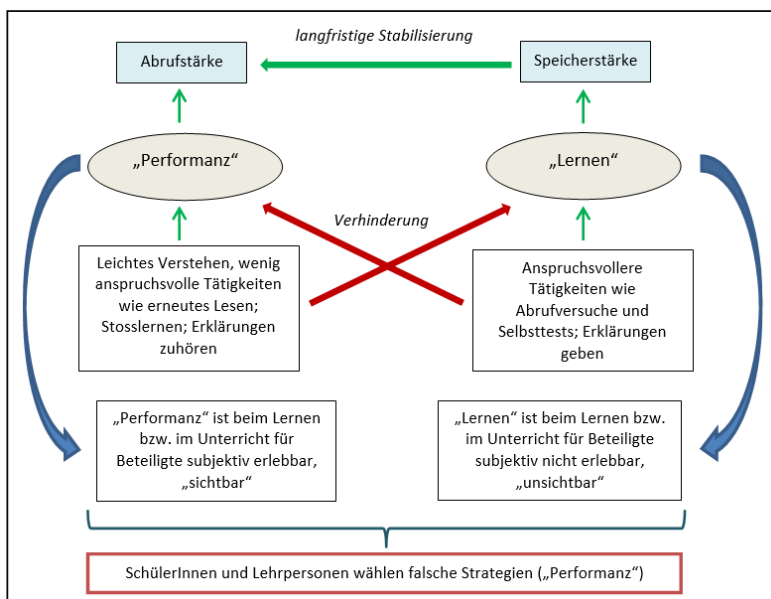 langfristige Stabilisierung
Abrufstärke
Speicherstärke
„Performanz“
„Lernen“
Verhinderung
Leichtes Verstehen, wenig
anspruchsvolle Tätigkeiten
wie erneutes Lesen;
Stosslernen; Erklärungen
zuhören
Anspruchsvollere
Tätigkeiten wie
Abrufversuche und
Selbsttests; Erklärungen
geben
„Performanz“ ist beim Lernen
bzw. im Unterricht für
Beteiligte subjektiv erlebbar,
„sichtbar“
„Lernen“ ist beim Lernen bzw.
im Unterricht für Beteiligte
subjektiv nicht erlebbar,
„unsichtbar“
SchülerInnen und Lehrpersonen wählen falsche Strategien („Performanz“)